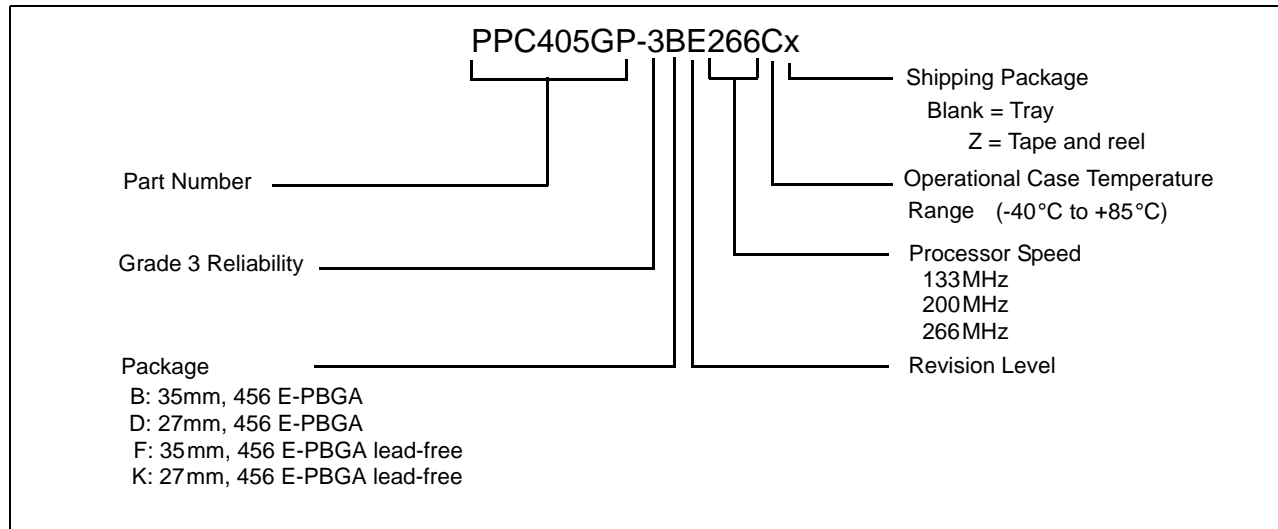 PPC405GP-3BE266Cx
Shipping Package
Blank = Tray
Z = Tape and reel
Part Number
Operational Case Temperature
Range (-40°C to +85°C)
Grade 3 Reliability
Processor Speed
133MHz
200MHz
266MHz
Package
Revision Level
B: 35mm, 456 E-PBGA
D: 27mm, 456 E-PBGA
F: 35mm, 456 E-PBGA lead-free
K: 27mm, 456 E-PBGA lead-free